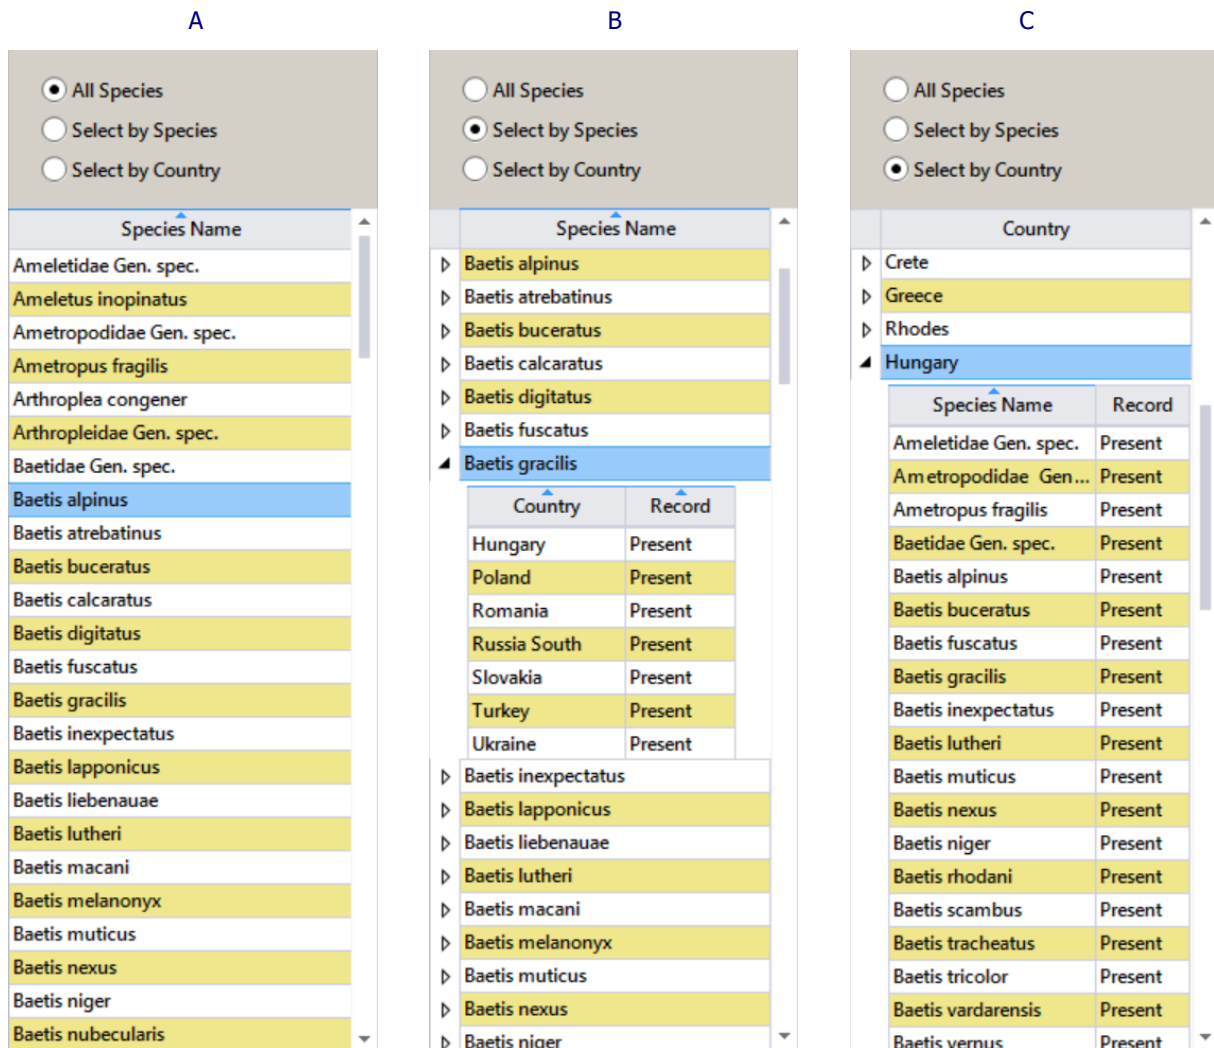 A
All Species
Select by Species
Select by Country
Species Name
Ameletidae Gen. spec.
Ameletus inopinatus
Ametropodidae Gen. spec.
Ametropus fragilis
Arthroplea congener
Arthropleidae Gen. spec.
Baetidae Gen. spec.
Baetis alpinus
Baetis atrebatinus
Baetis buceratus
Baetis calcaratus
Baetis digitatus
Baetis fuscatus
Baetis gracilis
Baetis inexpectatus
Baetis lapponicus
Baetis liebenauae
Baetis lutheri
Baetis macani
Baetis melanonyx
Baetis muticus
Baetis nexus
Baetis niger
Baetis nubecularis
B
All Species
Select by Species
Select by Country
Species Name
Baetis alpinus
Baetis atrebatinus
Baetis buceratus
Baetis calcaratus
Baetis digitatus
Baetis fuscatus
Baetis gracilis
Country Record
Hungary Present
Poland Present
Romania Present
Russia South Present
Slovakia Present
Turkey Present
Ukraine Present
Baetis inexpectatus
Baetis lapponicus
Baetis liebenauae
Baetis lutheri
Baetis macani
Baetis melanonyx
Baetis muticus
Baetis nexus
Baetis niger
C
All Species
Select by Species
Select by Country
Country
Crete
Greece
Rhodes
Hungary
Species Name Record
Ameletidae Gen. spec. Present
Ametropodidae Gen... Present
Ametropus fragilis Present
Baetidae Gen. spec. Present
Baetis alpinus Present
Baetis buceratus Present
Baetis fuscatus Present
Baetis gracilis Present
Baetis inexpectatus Present
Baetis lutheri Present
Baetis muticus Present
Baetis nexus Present
Baetis niger Present
Baetis rhodani Present
Baetis scambus Present
Baetis tracheatus Present
Baetis tricolor Present
Baetis vardarensis Present
Baetis vernus Present